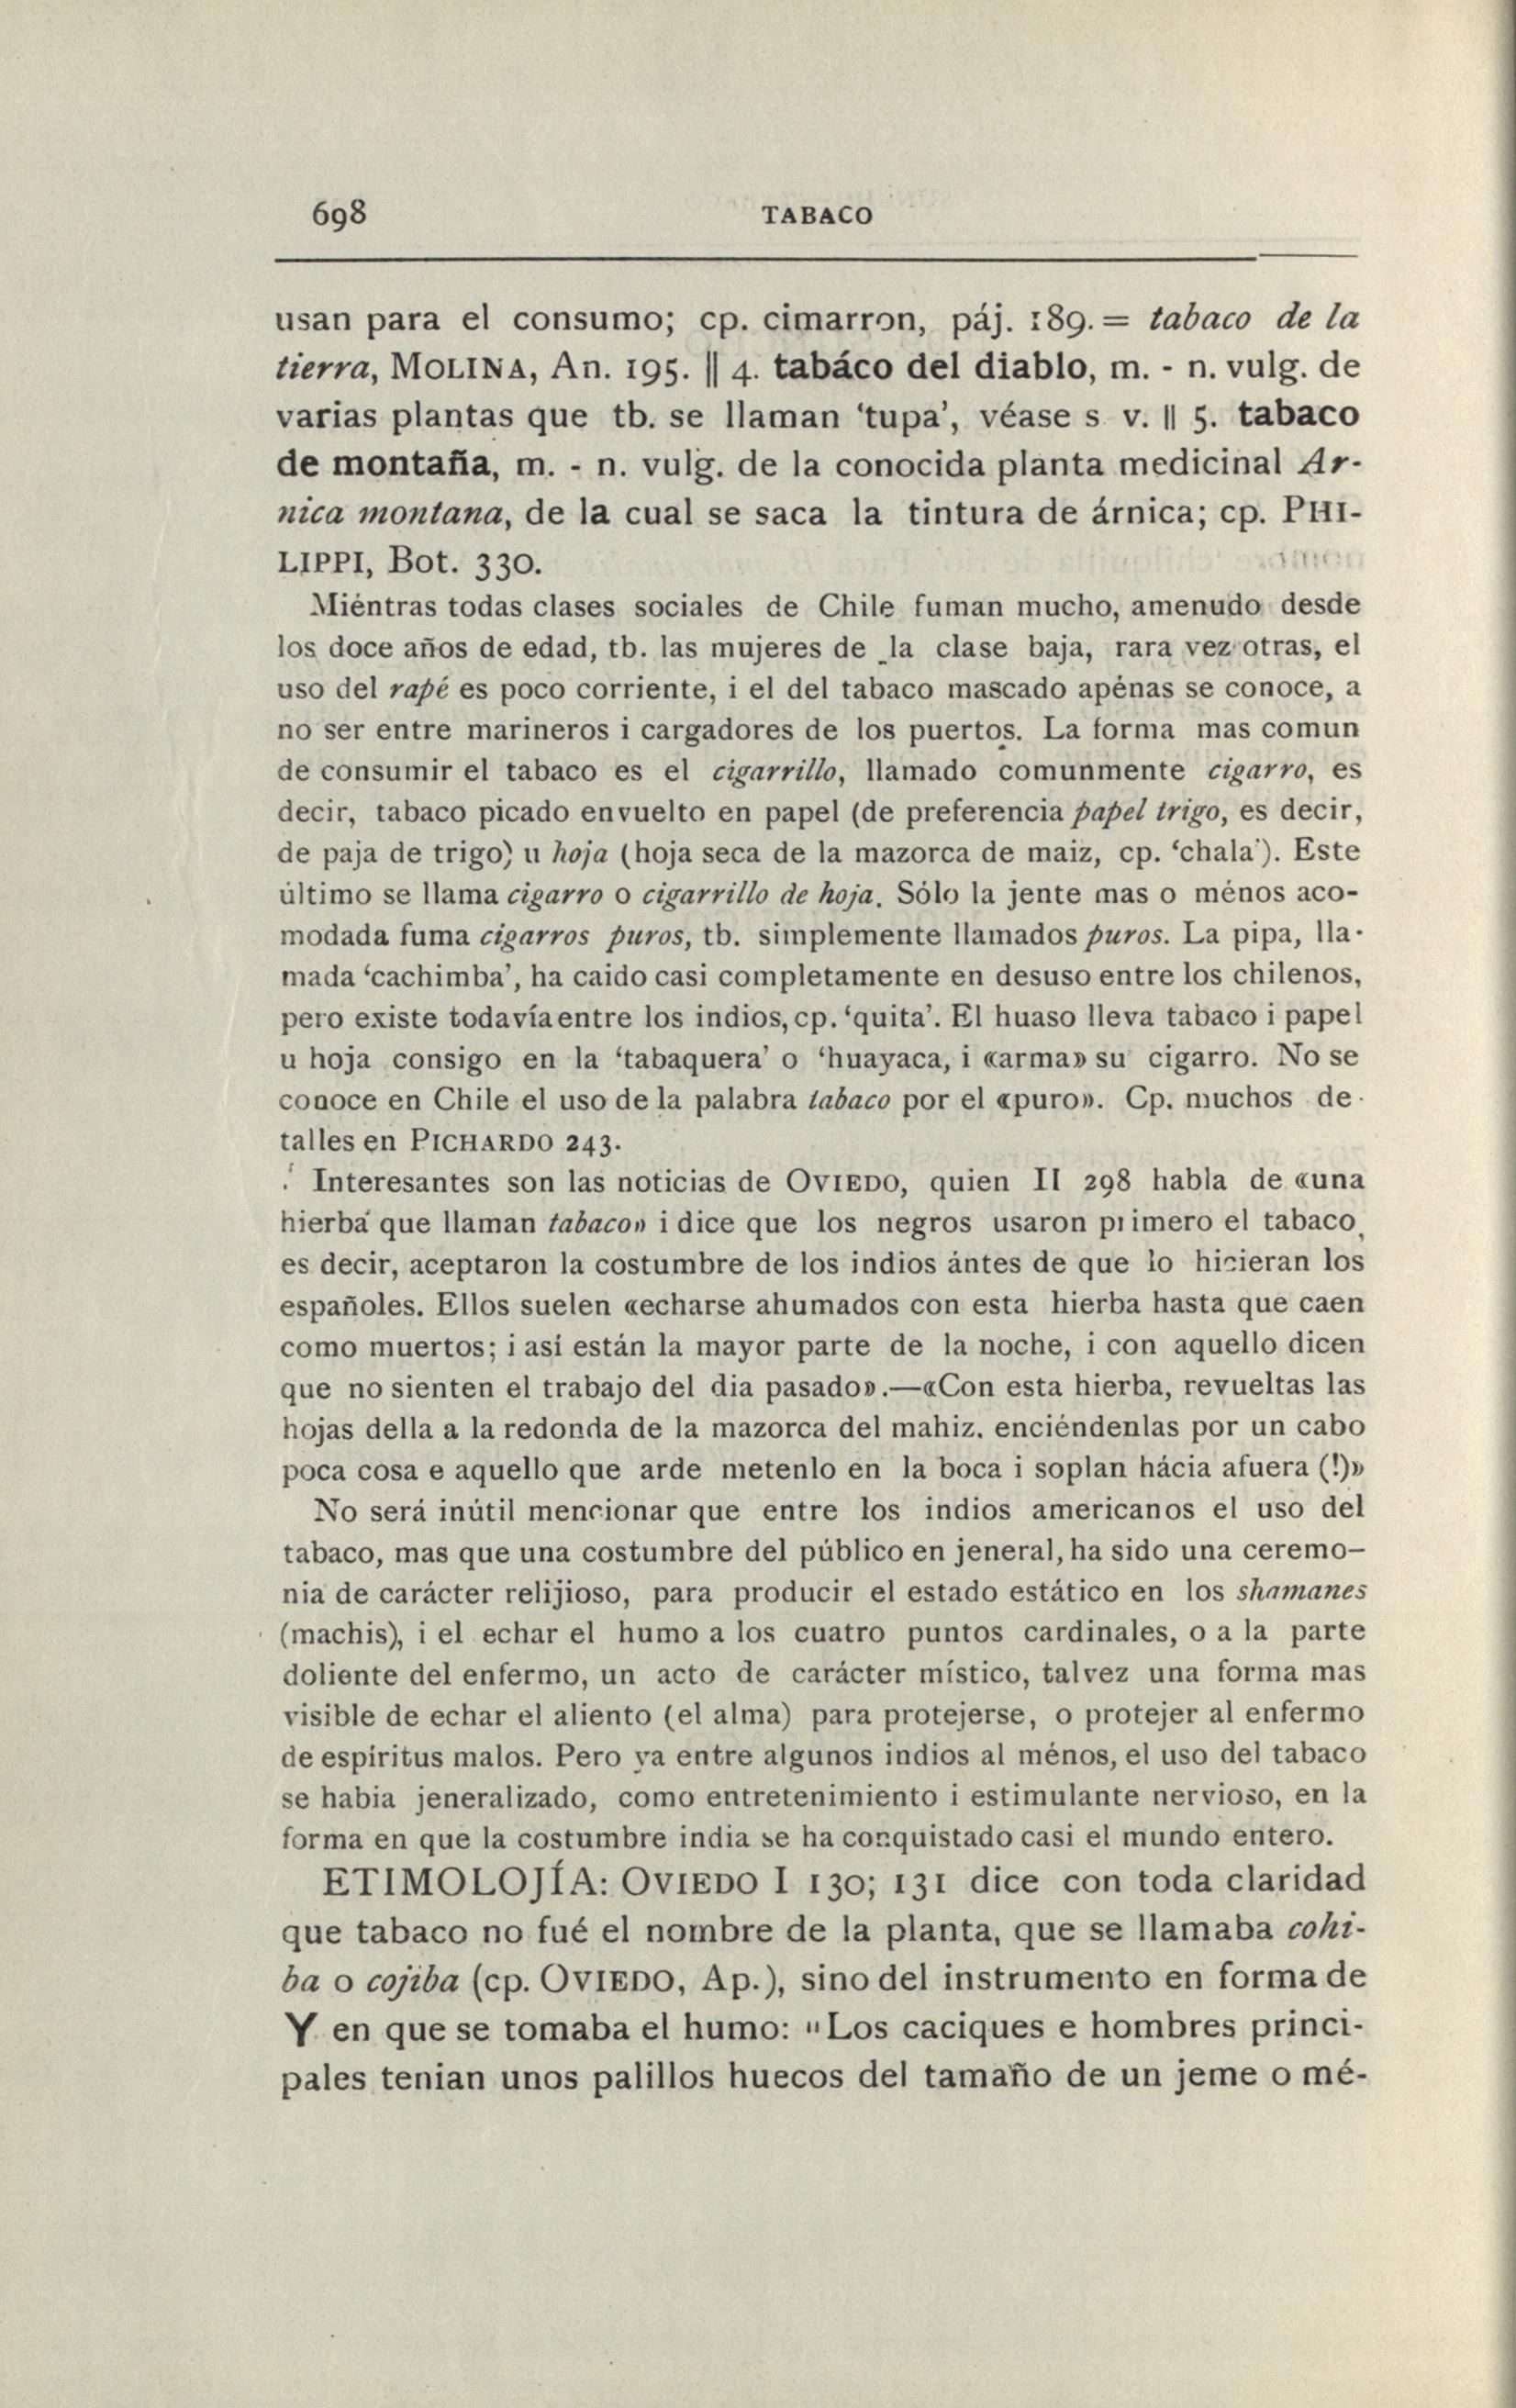 698
TABACO
usan para el consumo; cp. cimarron, páj. 189. = tabaco de la
tierra, MOLINA, An. 195. || 4. tabáco del diablo, m. - n. vulg. de
varias plantas que tb. se llaman ‘tupa’, véase s v. || 5. tabaco
de montaña, m. - n. vulg. de la conocida planta medicinal Ar-
nica montana, de la cual se saca la tintura de árnica; cp. PHI-
LIPPI, Bot. 330.
Miéntras todas clases sociales de Chile fuman mucho, amenudo desde
los doce años de edad, tb. las mujeres de la clase baja, rara vez otras, el
uso del rapé es poco corriente, i el del tabaco mascado apénas se conoce, a
no ser entre marineros i cargadores de los puertos. La forma mas comun
de consumir el tabaco es el cigarrillo, llamado comunmente cigarro, es
decir, tabaco picado envuelto en papel (de preferencia papel trigo, es decir,
de paja de trigo) u hoja (hoja seca de la mazorca de maiz, cp. ‘chala’). Este
último se llama cigarro o cigarrillo de hoja. Sólo la jente mas o ménos aco-
modada fuma cigarros puros, tb. simplemente llamados puros. La pipa, lla-
mada ‘cachimba’, ha caido casi completamente en desuso entre los chilenos,
pero existe todavía entre los indios, cp. ‘quita’. El huaso lleva tabaco i papel
u hoja consigo en la ‘tabaquera’ o ‘huayaca, i «arma» su cigarro. No se
conoce en Chile el uso de la palabra tabaco por el «puro». Cp. muchos de-
talles en PICHARDO 243.
Interesantes son las noticias de OVIEDO, quien II 298 habla de «una
hierba que llaman tabaco» i dice que los negros usaron primero el tabaco,
es decir, aceptaron la costumbre de los indios ántes de que lo hicieran los
españoles. Ellos suelen «echarse ahumados con esta hierba hasta que caen
como muertos; i así están la mayor parte de la noche, i con aquello dicen
que no sienten el trabajo del dia pasado».—«Con esta hierba, revueltas las
hojas della a la redonda de la mazorca del mahiz. enciéndenlas por un cabo
poca cosa e aquello que arde metenlo en la boca i soplan hácia afuera (!)»
No será inútil mencionar que entre los indios americanos el uso del
tabaco, mas que una costumbre del público en jeneral, ha sido una ceremo-
nia de carácter relijioso, para producir el estado estático en los shamanes
(machis), i el echar el humo a los cuatro puntos cardinales, o a la parte
doliente del enfermo, un acto de carácter místico, talvez una forma mas
visible de echar el aliento (el alma) para protejerse, o protejer al enfermo
de espíritus malos. Pero ya entre algunos indios al ménos, el uso del tabaco
se habia jeneralizado, como entretenimiento i estimulante nervioso, en la
forma en que la costumbre india se ha conquistado casi el mundo entero.
ETIMOLOJÍA: OVIEDO I 130; 131 dice con toda claridad
que tabaco no fué el nombre de la planta, que se llamaba cohi-
ba o cojiba (cp. OVIEDO, Ap.), sino del instrumento en forma de
Y en que se tomaba el humo: "Los caciques e hombres princi-
pales tenian unos palillos huecos del tamaño de un jeme o mé-